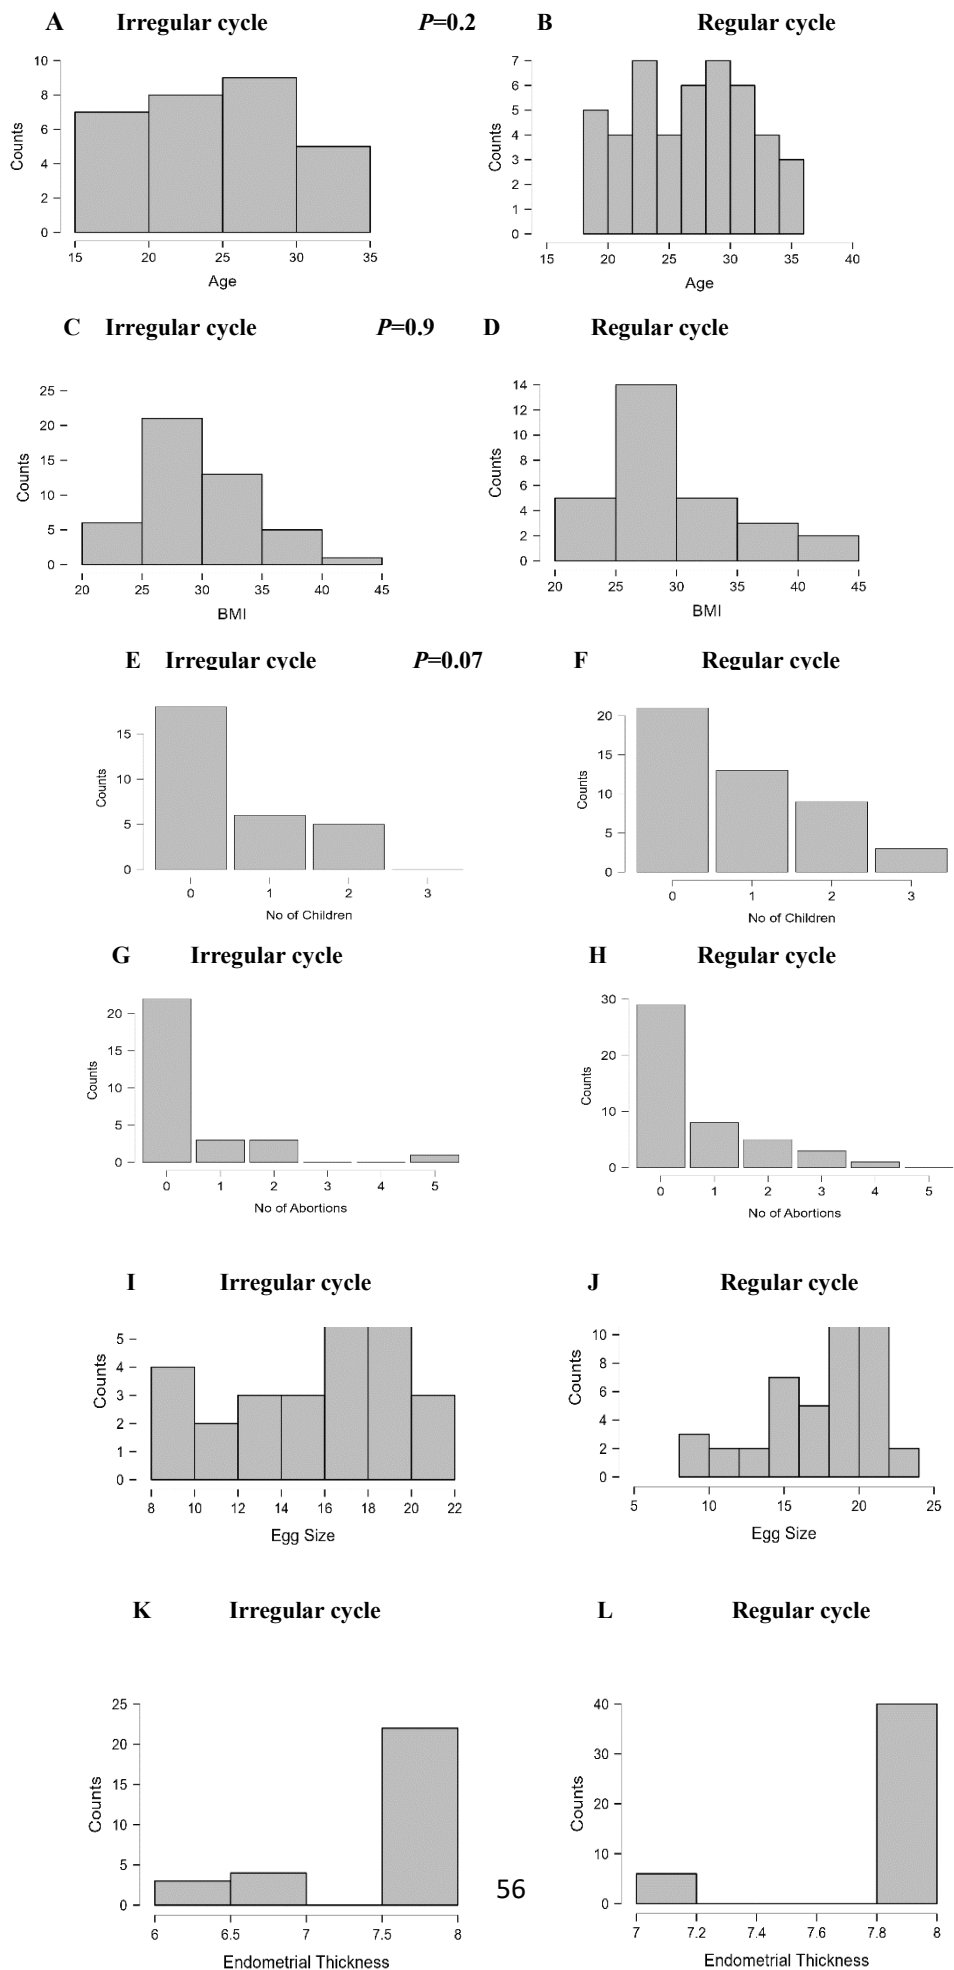 A Irregular cycle P=0.2 B Regular cycle
10
8
6
4
2
0
Counts
15 20 25 30 35
Age
7
6
5
4
3
2
1
0
Counts
15 20 25 30 35 40
Age
C Irregular cycle P=0.9 D Regular cycle
25
20
15
10
5
0
Counts
20 25 30 35 40 45
BMI
14
12
10
8
6
4
2
0
Counts
20 25 30 35 40 45
BMI
E Irregular cycle P=0.07 F Regular cycle
15
10
5
0
Counts
0 1 2 3
No of Children
20
15
10
5
0
Counts
0 1 2 3
No of Children
G Irregular cycle H Regular cycle
20
15
10
5
0
Counts
0 1 2 3 4 5
No of Abortions
30
20
10
0
Counts
0 1 2 3 4 5
No of Abortions
I Irregular cycle J Regular cycle
5
4
3
2
1
0
Counts
8 10 12 14 16 18 20 22
Egg Size
10
8
6
4
2
0
Counts
5 10 15 20 25
Egg Size
K Irregular cycle L Regular cycle
25
20
15
10
5
0
Counts
6 6.5 7 7.5 8
Endometrial Thickness
56
40
30
20
10
0
Counts
7 7.2 7.4 7.6 7.8 8
Endometrial Thickness